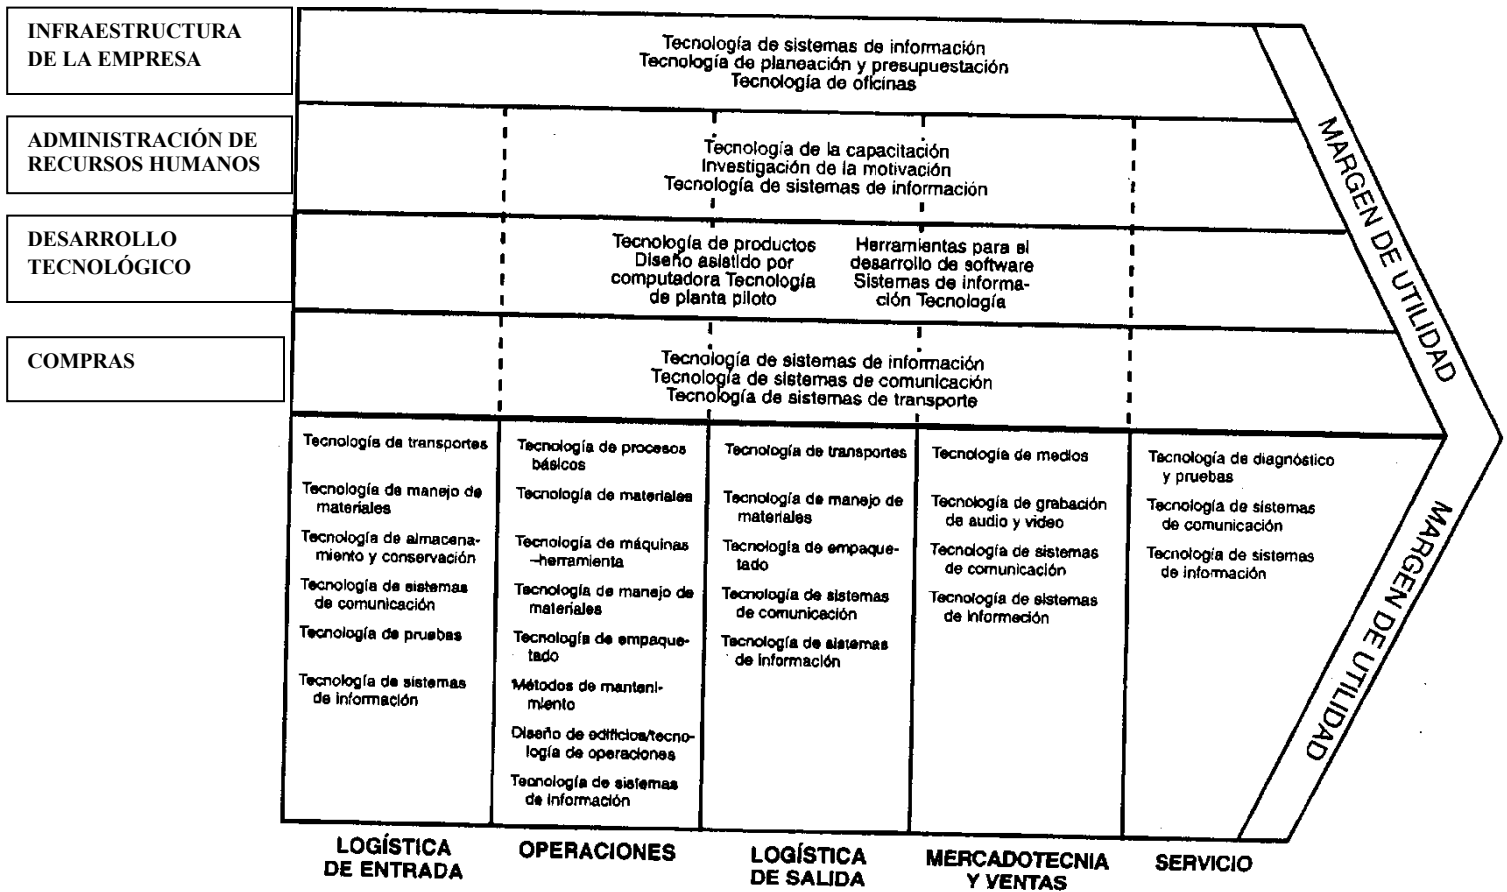 INFRAESTRUCTURA
DE LA EMPRESA
Tecnología de sistemas de información
Tecnología de planeación y presupuestación
Tecnología de oficinas
ADMINISTRACIÓN DE
RECURSOS HUMANOS
Tecnología de la capacitación
Investigación de la motivación
Tecnología de sistemas de información
DESARROLLO
TECNOLÓGICO
Tecnología de productos
Diseño asistido por
computadora Tecnología
de planta piloto
Herramientas para el
desarrollo de software
Sistemas de informa-
ción Tecnología
COMPRAS
Tecnología de sistemas de información
Tecnología de sistemas de comunicación
Tecnología de sistemas de transporte
MARGEN DE UTILIDAD
MARGEN DE UTILIDAD
Tecnología de transportes
Tecnología de manejo de
materiales
Tecnología de almacena-
miento y conservación
Tecnología de sistemas
de comunicación
Tecnología de pruebas
Tecnología de sistemas
de información
LOGÍSTICA
DE ENTRADA
Tecnología de procesos
básicos
Tecnología de materiales
Tecnología de máquinas
–herramienta
Tecnología de manejo de
materiales
Tecnología de empaque-
tado
Métodos de manteni-
miento
Diseño de edificios/tecno-
logía de operaciones
Tecnología de sistemas
de información
OPERACIONES
Tecnología de transportes
Tecnología de manejo de
materiales
Tecnología de empaque-
tado
Tecnología de sistemas
de comunicación
Tecnología de sistemas
de información
LOGÍSTICA
DE SALIDA
Tecnología de medios
Tecnología de grabación
de audio y video
Tecnología de sistemas
de comunicación
Tecnología de sistemas
de información
MERCADOTECNIA
Y VENTAS
Tecnología de diagnóstico
y pruebas
Tecnología de sistemas
de comunicación
Tecnología de sistemas
de información
SERVICIO